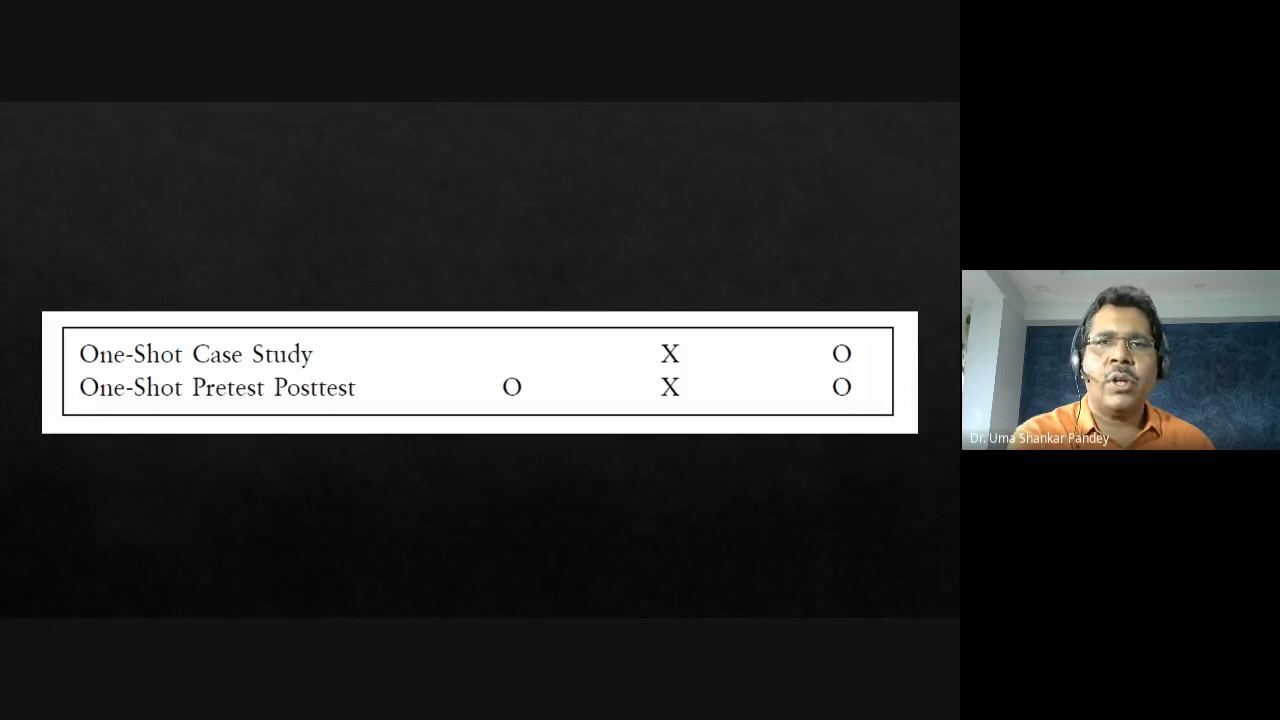 One-Shot Case Study X O
One-Shot Pretest Posttest O X O
Dr. Uma Shankar Pandey